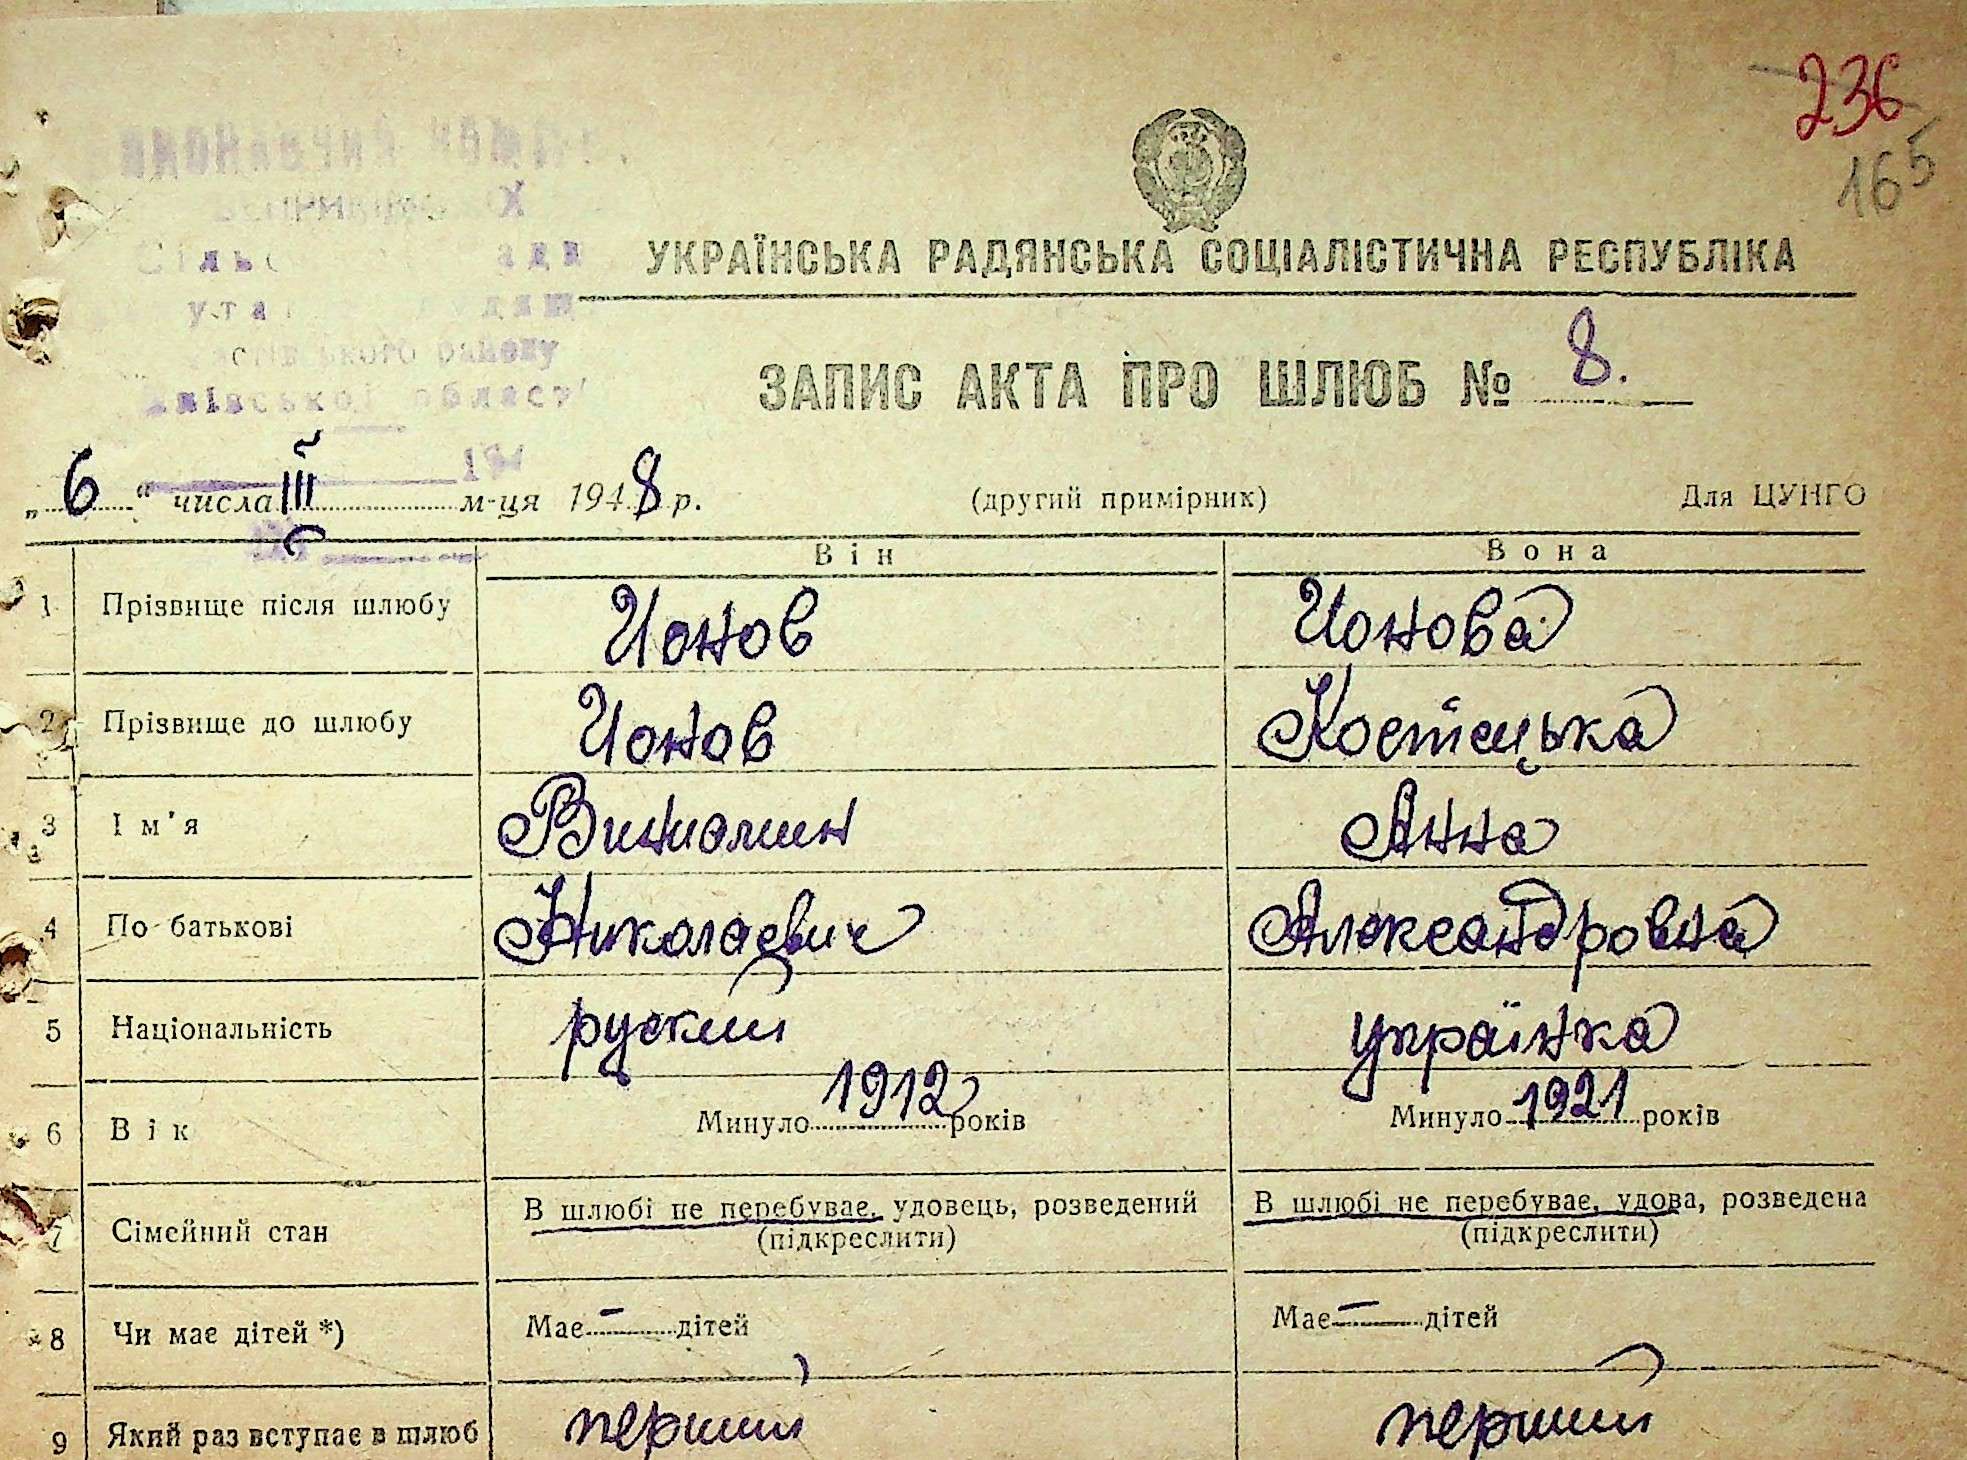 236
165
УКРАЇНСЬКА РАДЯНСЬКА СОЦІАЛІСТИЧНА РЕСПУБЛІКА
ЗАПИС АКТА ПРО ШЛЮБ № 8.
області
„6" числа III м-ця 1948 р. (другий примірник) Для ЦУНГО
Він Вона
1 Прізвище після шлюбу Ионов Ионова
2 Прізвище до шлюбу Ионов Костецька
3 Ім'я Виниомин Анна
4 По батькові Николаевич Александровна
5 Національність руский українка
6 Вік Минуло 1912 років Минуло 1921 років
7 Сімейний стан В шлюбі не перебуває, удовець, розведений (підкреслити) В шлюбі не перебуває, удова, розведена (підкреслити)
8 Чи має дітей *) Має — дітей Має — дітей
9 Який раз вступає в шлюб перший перший